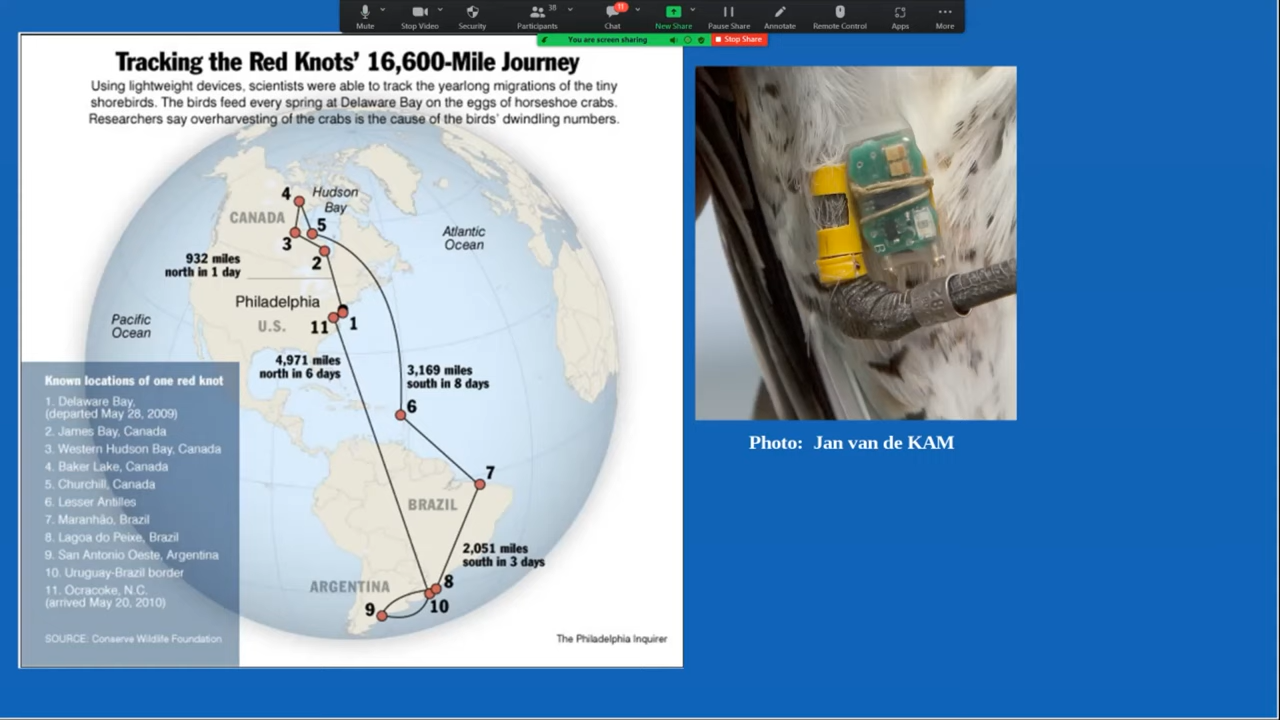 38
11
Mute
Stop Video
Security
Participants
Chat
New Share
Pause Share
Annotate
Remote Control
Apps
More
You are screen sharing
Stop Share
Tracking the Red Knots' 16,600-Mile Journey
Using lightweight devices, scientists were able to track the yearlong migrations of the tiny
shorebirds. The birds feed every spring at Delaware Bay on the eggs of horseshoe crabs.
Researchers say overharvesting of the crabs is the cause of the birds' dwindling numbers.
4
Hudson
Bay
CANADA
5
3
2
Atlantic
Ocean
932 miles
north in 1 day
Philadelphia
U.S.
11
1
Pacific
Ocean
4,971 miles
north in 6 days
3,169 miles
south in 8 days
6
7
BRAZIL
2,051 miles
south in 3 days
ARGENTINA
8
9
10
Known locations of one red knot
1. Delaware Bay,
(departed May 28, 2009)
2. James Bay, Canada
3. Western Hudson Bay, Canada
4. Baker Lake, Canada
5. Churchill, Canada
6. Lesser Antilles
7. Maranhão, Brazil
8. Lagoa do Peixe, Brazil
9. San Antonio Oeste, Argentina
10. Uruguay-Brazil border
11. Ocracoke, N.C.
(arrived May 20, 2010)
SOURCE: Conserve Wildlife Foundation
The Philadelphia Inquirer
Photo: Jan van de KAM